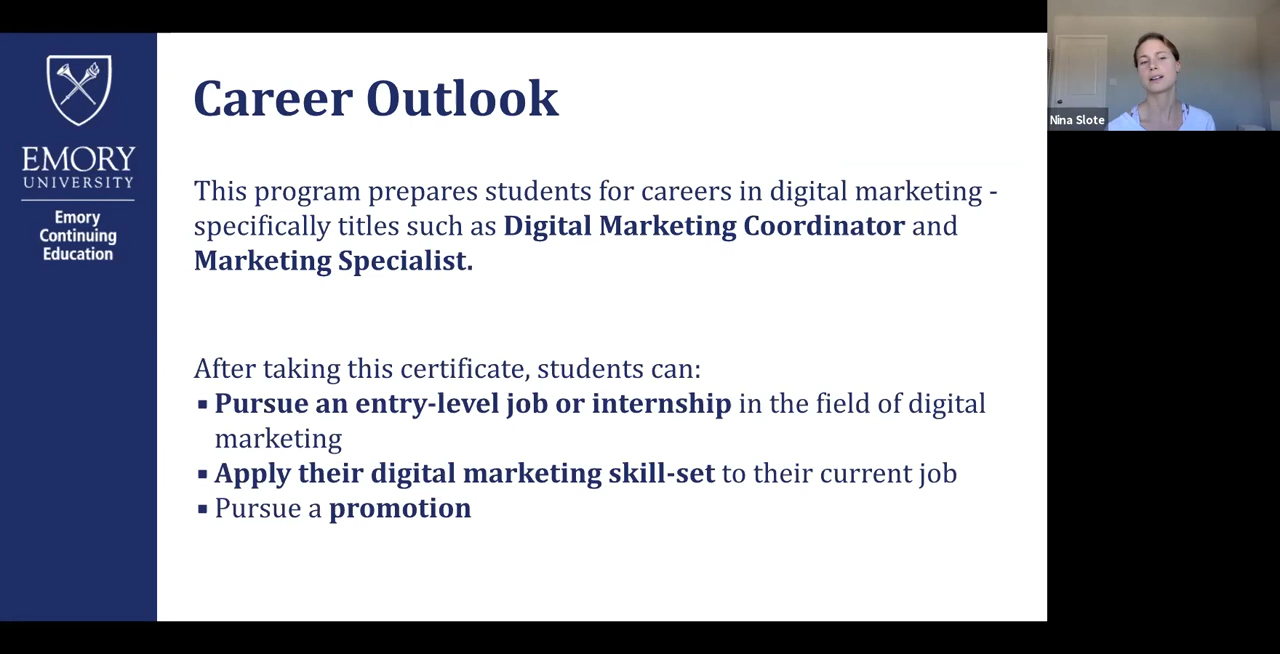 EMORY
UNIVERSITY
Emory
Continuing
Education
Career Outlook
This program prepares students for careers in digital marketing -
specifically titles such as Digital Marketing Coordinator and
Marketing Specialist.
After taking this certificate, students can:
▪ Pursue an entry-level job or internship in the field of digital
marketing
▪ Apply their digital marketing skill-set to their current job
▪ Pursue a promotion
Nina Slote